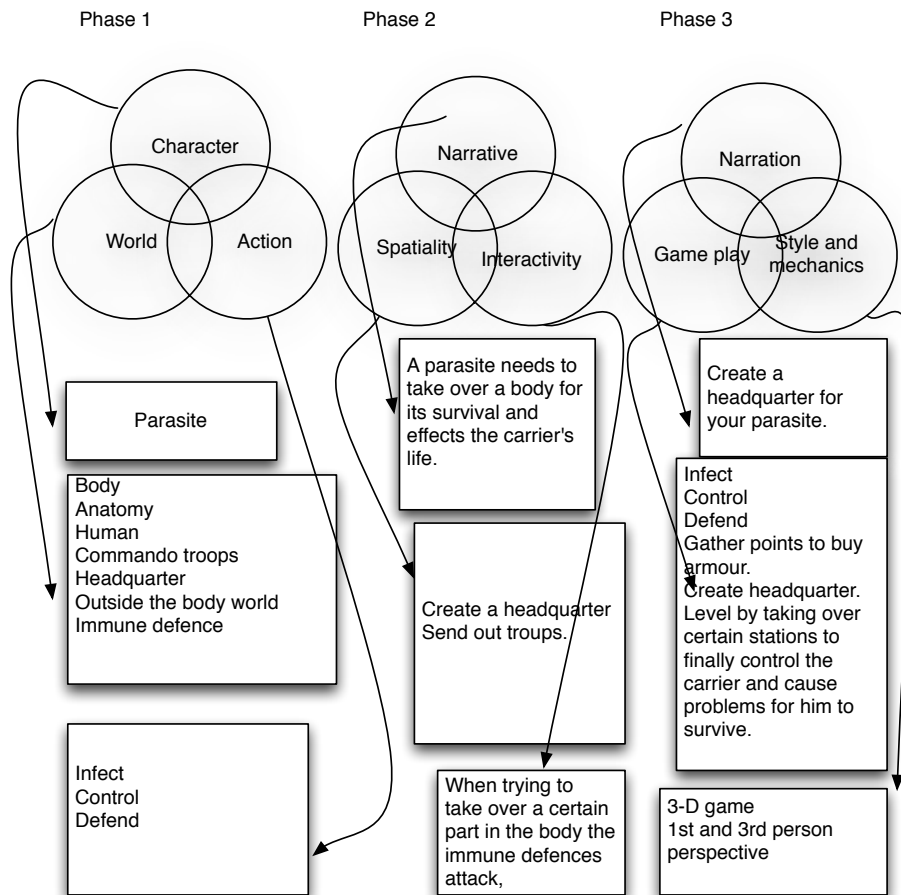 Phase 1
Phase 2
Phase 3
Character
World
Action
Narrative
Spatiality
Interactivity
Narration
Game play
Style and
mechanics
Parasite
Body
Anatomy
Human
Commando troops
Headquarter
Outside the body world
Immune defence
Infect
Control
Defend
A parasite needs to
take over a body for
its survival and
effects the carrier's
life.
Create a headquarter
Send out troups.
When trying to
take over a certain
part in the body the
immune defences
attack,
Create a
headquarter for
your parasite.
Infect
Control
Defend
Gather points to buy
armour.
Create headquarter.
Level by taking over
certain stations to
finally control the
carrier and cause
problems for him to
survive.
3-D game
1st and 3rd person
perspective